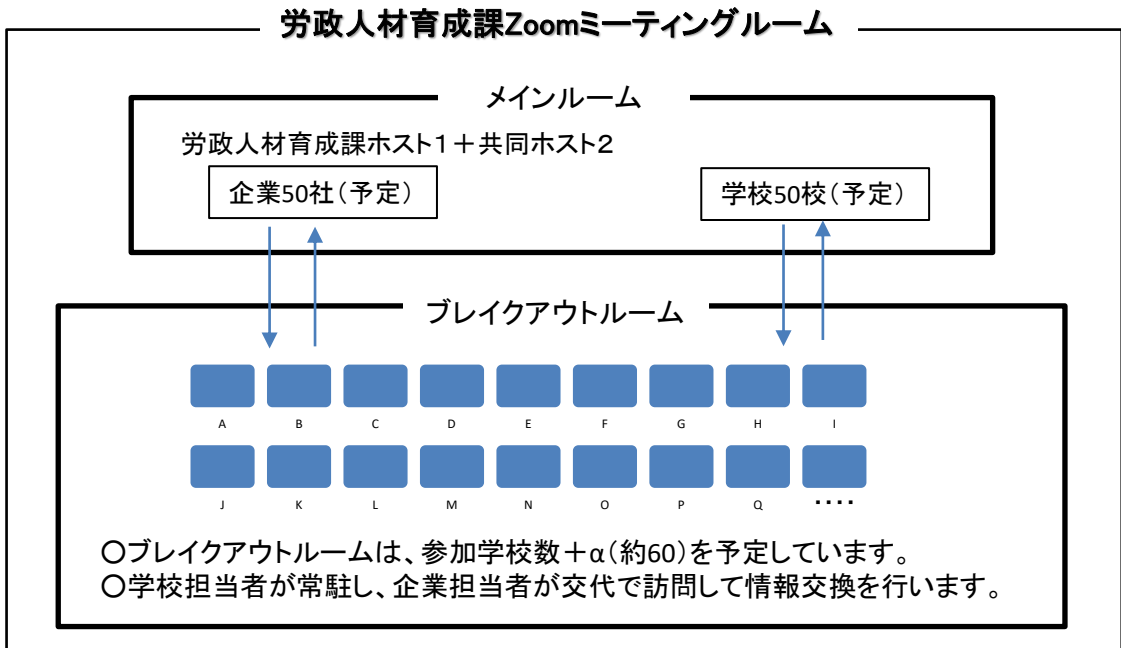 労政人材育成課Zoomミーティングルーム
メインルーム
労政人材育成課ホスト1+共同ホスト2
企業50社(予定)
学校50校(予定)
ブレイクアウトルーム
A B C D E F G H I
J K L M N O P Q ････
〇ブレイクアウトルームは、参加学校数+α(約60)を予定しています。
〇学校担当者が常駐し、企業担当者が交代で訪問して情報交換を行います。